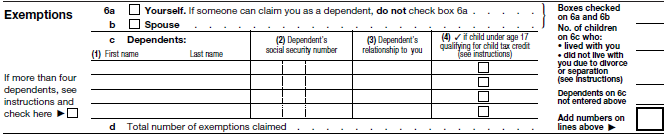 Exemptions
6a Yourself. If someone can claim you as a dependent, do not check box 6a . . . . .
b Spouse . . . . . . . . . . . . . . . . . . . . . . . .
c Dependents:
(1) First name Last name
(2) Dependent's
social security number
(3) Dependent's
relationship to you
(4) ✓ if child under age 17
qualifying for child tax credit
(see instructions)
If more than four
dependents, see
instructions and
check here ▶
d Total number of exemptions claimed . . . . . . . . . . . . . . . . .
Boxes checked
on 6a and 6b
No. of children
on 6c who:
• lived with you
• did not live with
you due to divorce
or separation
(see instructions)
Dependents on 6c
not entered above
Add numbers on
lines above ▶